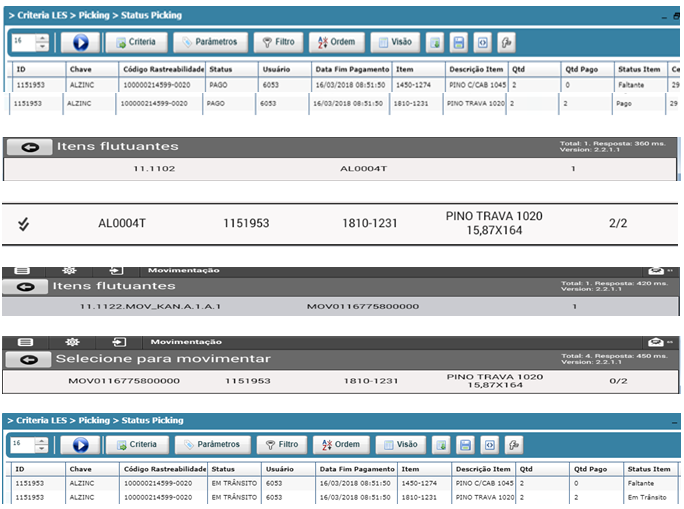 > Criteria LES > Picking > Status Picking
16 Criteria Parámetros Filtro Ordem Visão
ID Chave Código Rastreabilidade Status Usuário Data Fim Pagamento Item Descrição Item Qtd Qtd Pago Status Item Ce
1151953 ALZINC 100000214599-0020 PAGO 6053 16/03/2018 08:51:50 1450-1274 PINO C/CAB 1045 2 0 Faltante 29
1151953 ALZINC 100000214599-0020 PAGO 6053 16/03/2018 08:51:50 1810-1231 PINO TRAVA 1020 2 2 Pago 29
Itens flutuantes Total: 1. Resposta: 360 ms.
Version: 2.2.1.1
11.1102 AL0004T 1
AL0004T 1151953 1810-1231 PINO TRAVA 1020 2/2
15,87X164
Movimentação
Itens flutuantes Total: 1. Resposta: 420 ms.
Version: 2.2.1.1
11.1122.MOV_KAN.A.1.A.1 MOV0116775800000 1
Movimentação
Selecione para movimentar Total: 4. Resposta: 450 ms.
Version: 2.2.1.1
MOV0116775800000 1151953 1810-1231 PINO TRAVA 1020 0/2
15,87X164
> Criteria LES > Picking > Status Picking
16 Criteria Parâmetros Filtro Ordem Visão
ID Chave Código Rastreabilidade Status Usuário Data Fim Pagamento Item Descrição Item Qtd Qtd Pago Status Item
1151953 ALZINC 100000214599-0020 EM TRÂNSITO 6053 16/03/2018 08:51:50 1450-1274 PINO C/CAB 1045 2 0 Faltante
1151953 ALZINC 100000214599-0020 EM TRÂNSITO 6053 16/03/2018 08:51:50 1810-1231 PINO TRAVA 1020 2 2 Em Trânsito